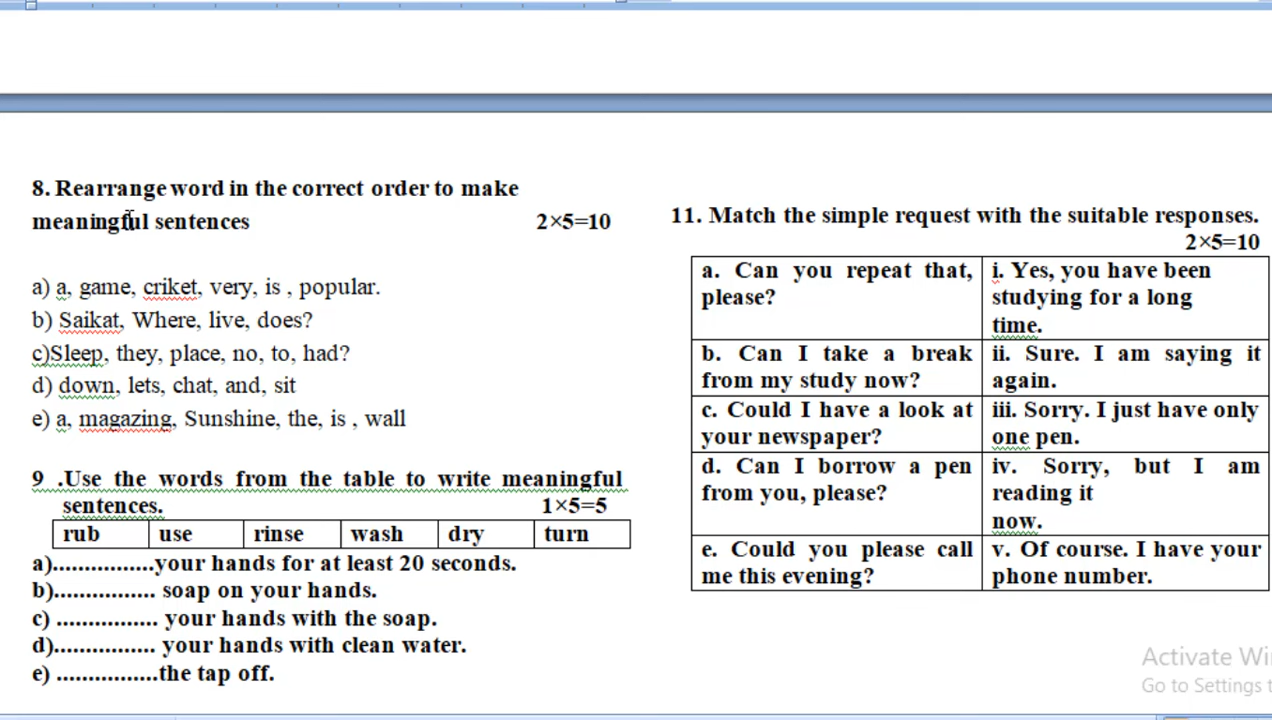 8. Rearrange word in the correct order to make
meaningful sentences 2×5=10
a) a, game, criket, very, is , popular.
b) Saikat, Where, live, does?
c)Sleep, they, place, no, to, had?
d) down, lets, chat, and, sit
e) a, magazing, Sunshine, the, is , wall
9 .Use the words from the table to write meaningful
sentences. 1×5=5
rub use rinse wash dry turn
a)................your hands for at least 20 seconds.
b)................ soap on your hands.
c) ................ your hands with the soap.
d)................ your hands with clean water.
e) ................the tap off.
11. Match the simple request with the suitable responses.
2×5=10
a. Can you repeat that,
please?
i. Yes, you have been
studying for a long
time.
b. Can I take a break
from my study now?
ii. Sure. I am saying it
again.
c. Could I have a look at
your newspaper?
iii. Sorry. I just have only
one pen.
d. Can I borrow a pen
from you, please?
iv. Sorry, but I am
reading it
now.
e. Could you please call
me this evening?
v. Of course. I have your
phone number.
Activate Wi
Go to Settings t